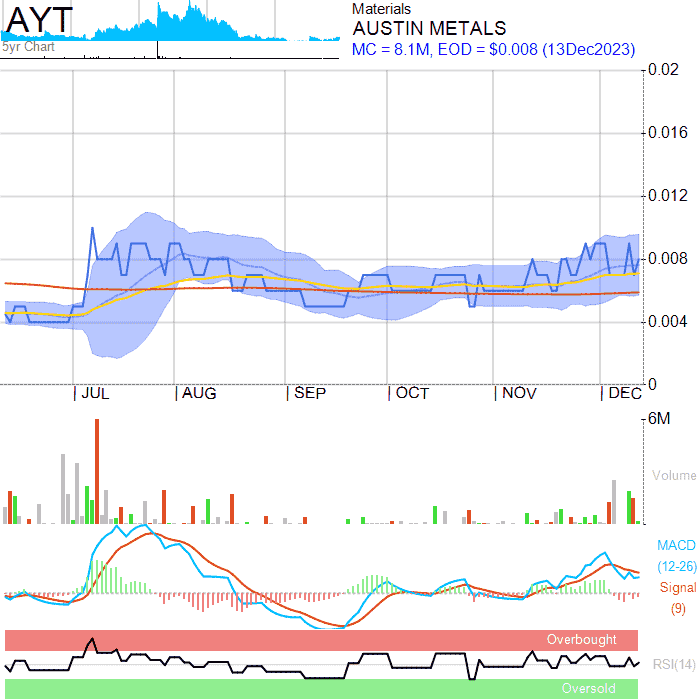 AYT
5yr Chart
Materials
AUSTIN METALS
MC = 8.1M, EOD = $0.008 (13Dec2023)
0.02
0.016
0.012
0.008
0.004
0
JUL AUG SEP OCT NOV DEC
6M
Volume
MACD
(12-26)
Signal
(9)
Overbought
RSI(14)
Oversold